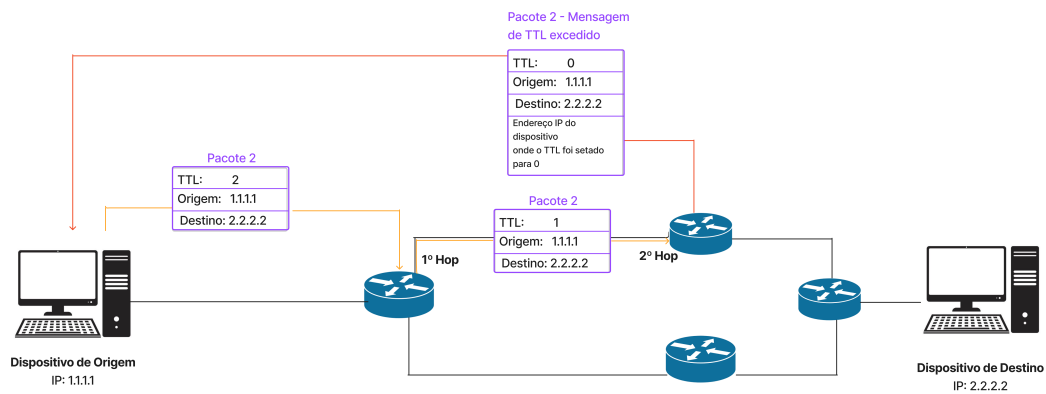 Pacote 2 - Mensagem
de TTL excedido
TTL: 0
Origem: 1.1.1.1
Destino: 2.2.2.2
Endereço IP do
dispositivo
onde o TTL foi setado
para 0
Pacote 2
TTL: 2
Origem: 1.1.1.1
Destino: 2.2.2.2
Pacote 2
TTL: 1
Origem: 1.1.1.1
Destino: 2.2.2.2
1º Hop
2º Hop
Dispositivo de Origem
IP: 1.1.1.1
Dispositivo de Destino
IP: 2.2.2.2